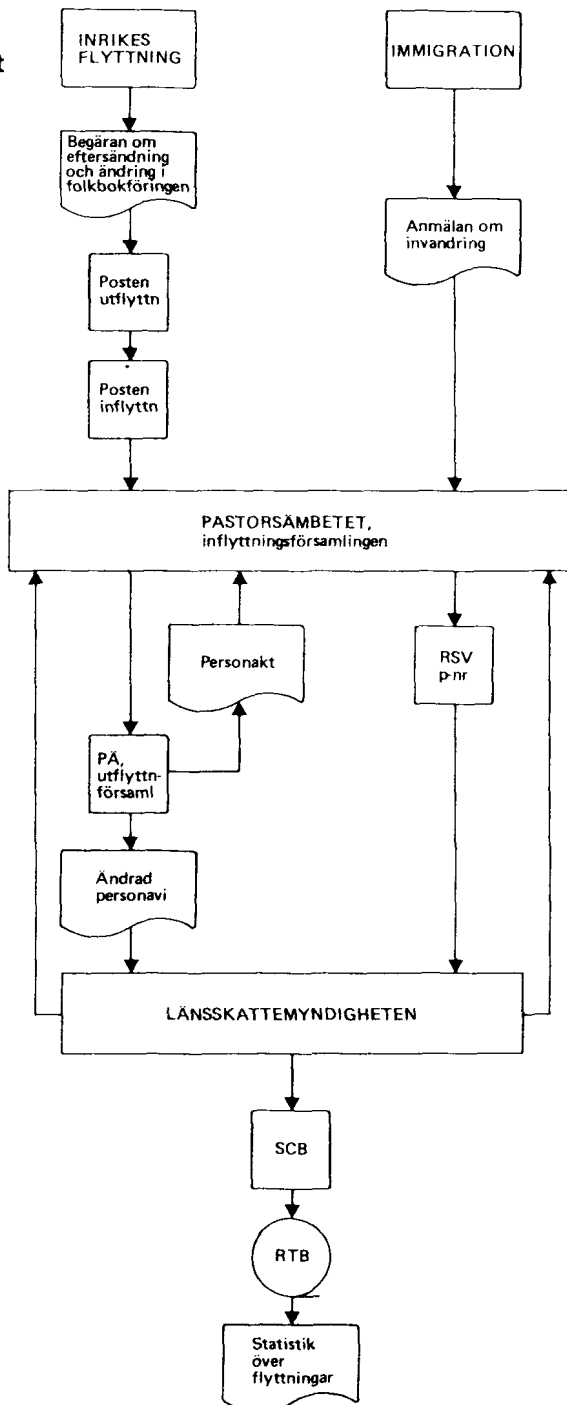 t
INRIKES
FLYTTNING
IMMIGRATION
Begäran om
eftersändning
och ändring i
folkbokföringen
Anmälan om
invandring
Posten
utflyttn
Posten
inflyttn
PASTORSÄMBETET,
inflyttningsförsamlingen
Personakt
RSV
p-nr
PÄ,
utflyttn-
församl
Ändrad
personavi
LÄNSSKATTEMYNDIGHETEN
SCB
RTB
Statistik
över
flyttningar